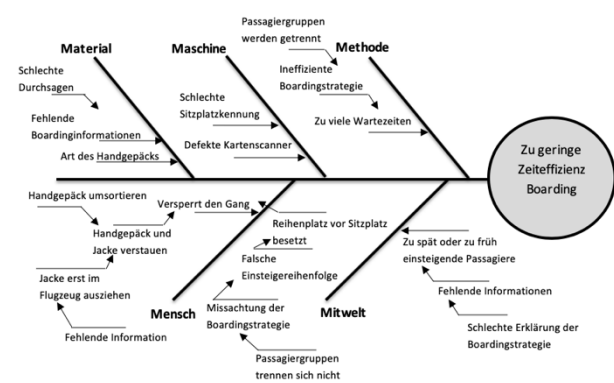 Passagiergruppen
werden getrennt
Material
Maschine
Methode
Schlechte
Durchsagen
Ineffiziente
Boardingstrategie
Schlechte
Sitzplatzkennung
Fehlende
Boardinginformationen
Zu viele Wartezeiten
Defekte Kartenscanner
Art des Handgepäcks
Zu geringe
Zeiteffizienz
Boarding
Handgepäck umsortieren
Versperrt den Gang
Reihenplatz vor Sitzplatz
besetzt
Handgepäck und
Jacke verstauen
Falsche
Einsteigereihenfolge
Zu spät oder zu früh
einsteigende Passagiere
Jacke erst im
Flugzeug ausziehen
Fehlende Informationen
Mensch
Missachtung der
Boardingstrategie
Mitwelt
Fehlende Information
Schlechte Erklärung der
Boardingstrategie
Passagiergruppen
trennen sich nicht